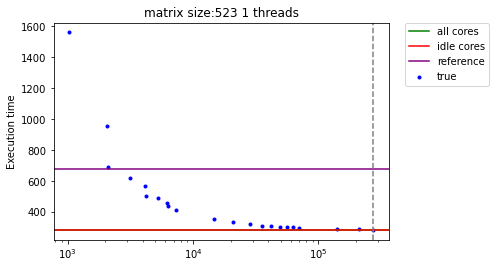 matrix size:523 1 threads
Execution time
1600
1400
1200
1000
800
600
400
10³
10⁴
10⁵
all cores
idle cores
reference
true